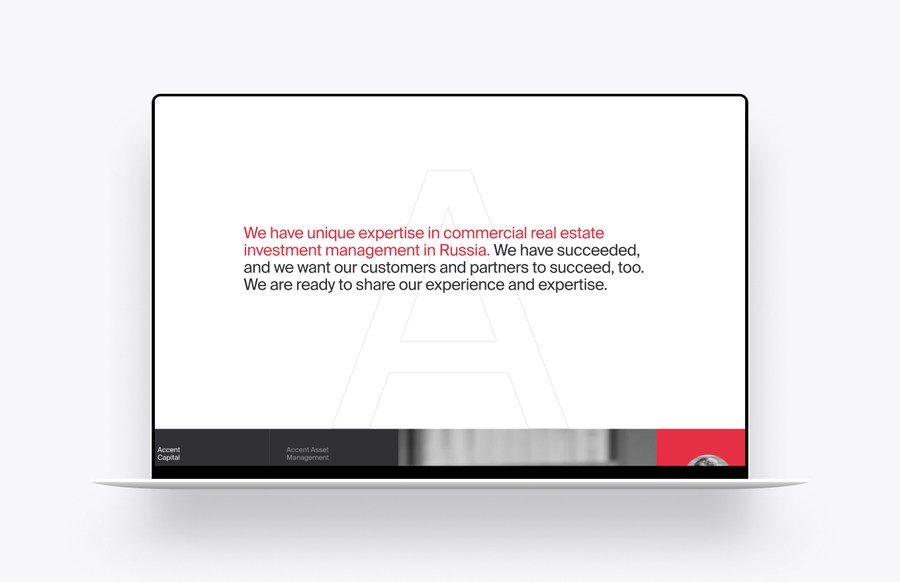 We have unique expertise in commercial real estate
investment management in Russia. We have succeeded,
and we want our customers and partners to succeed, too.
We are ready to share our experience and expertise.
Accent
Capital
Accent Asset
Management